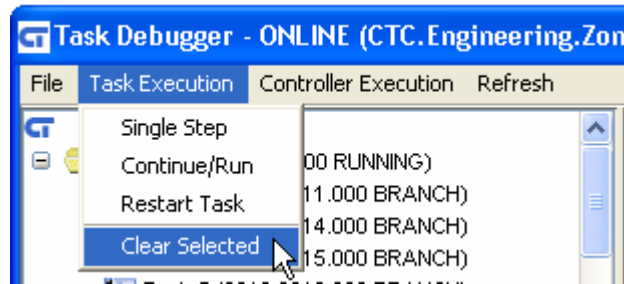 Task Debugger - ONLINE (CTC.Engineering.Zon
File Task Execution Controller Execution Refresh
Single Step
Continue/Run 00 RUNNING)
Restart Task 11.000 BRANCH)
14.000 BRANCH)
Clear Selected 15.000 BRANCH)